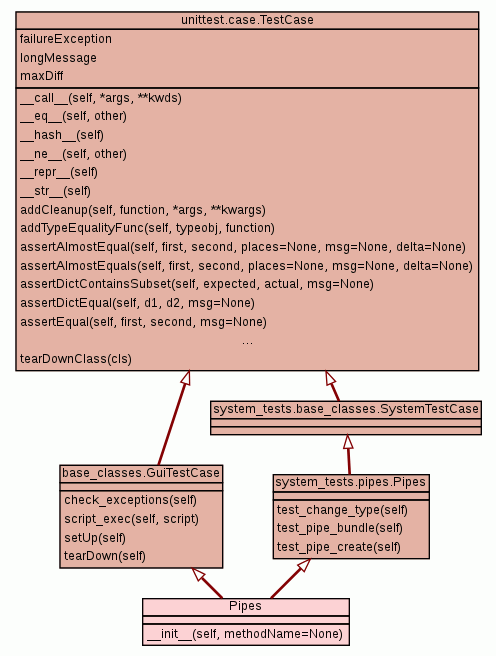 unittest.case.TestCase
failureException
longMessage
maxDiff
__call__(self, *args, **kwds)
__eq__(self, other)
__hash__(self)
__ne__(self, other)
__repr__(self)
__str__(self)
addCleanup(self, function, *args, **kwargs)
addTypeEqualityFunc(self, typeobj, function)
assertAlmostEqual(self, first, second, places=None, msg=None, delta=None)
assertAlmostEquals(self, first, second, places=None, msg=None, delta=None)
assertDictContainsSubset(self, expected, actual, msg=None)
assertDictEqual(self, d1, d2, msg=None)
assertEqual(self, first, second, msg=None)
...
tearDownClass(cls)
system_tests.base_classes.SystemTestCase
base_classes.GuiTestCase
check_exceptions(self)
script_exec(self, script)
setUp(self)
tearDown(self)
system_tests.pipes.Pipes
test_change_type(self)
test_pipe_bundle(self)
test_pipe_create(self)
Pipes
__init__(self, methodName=None)